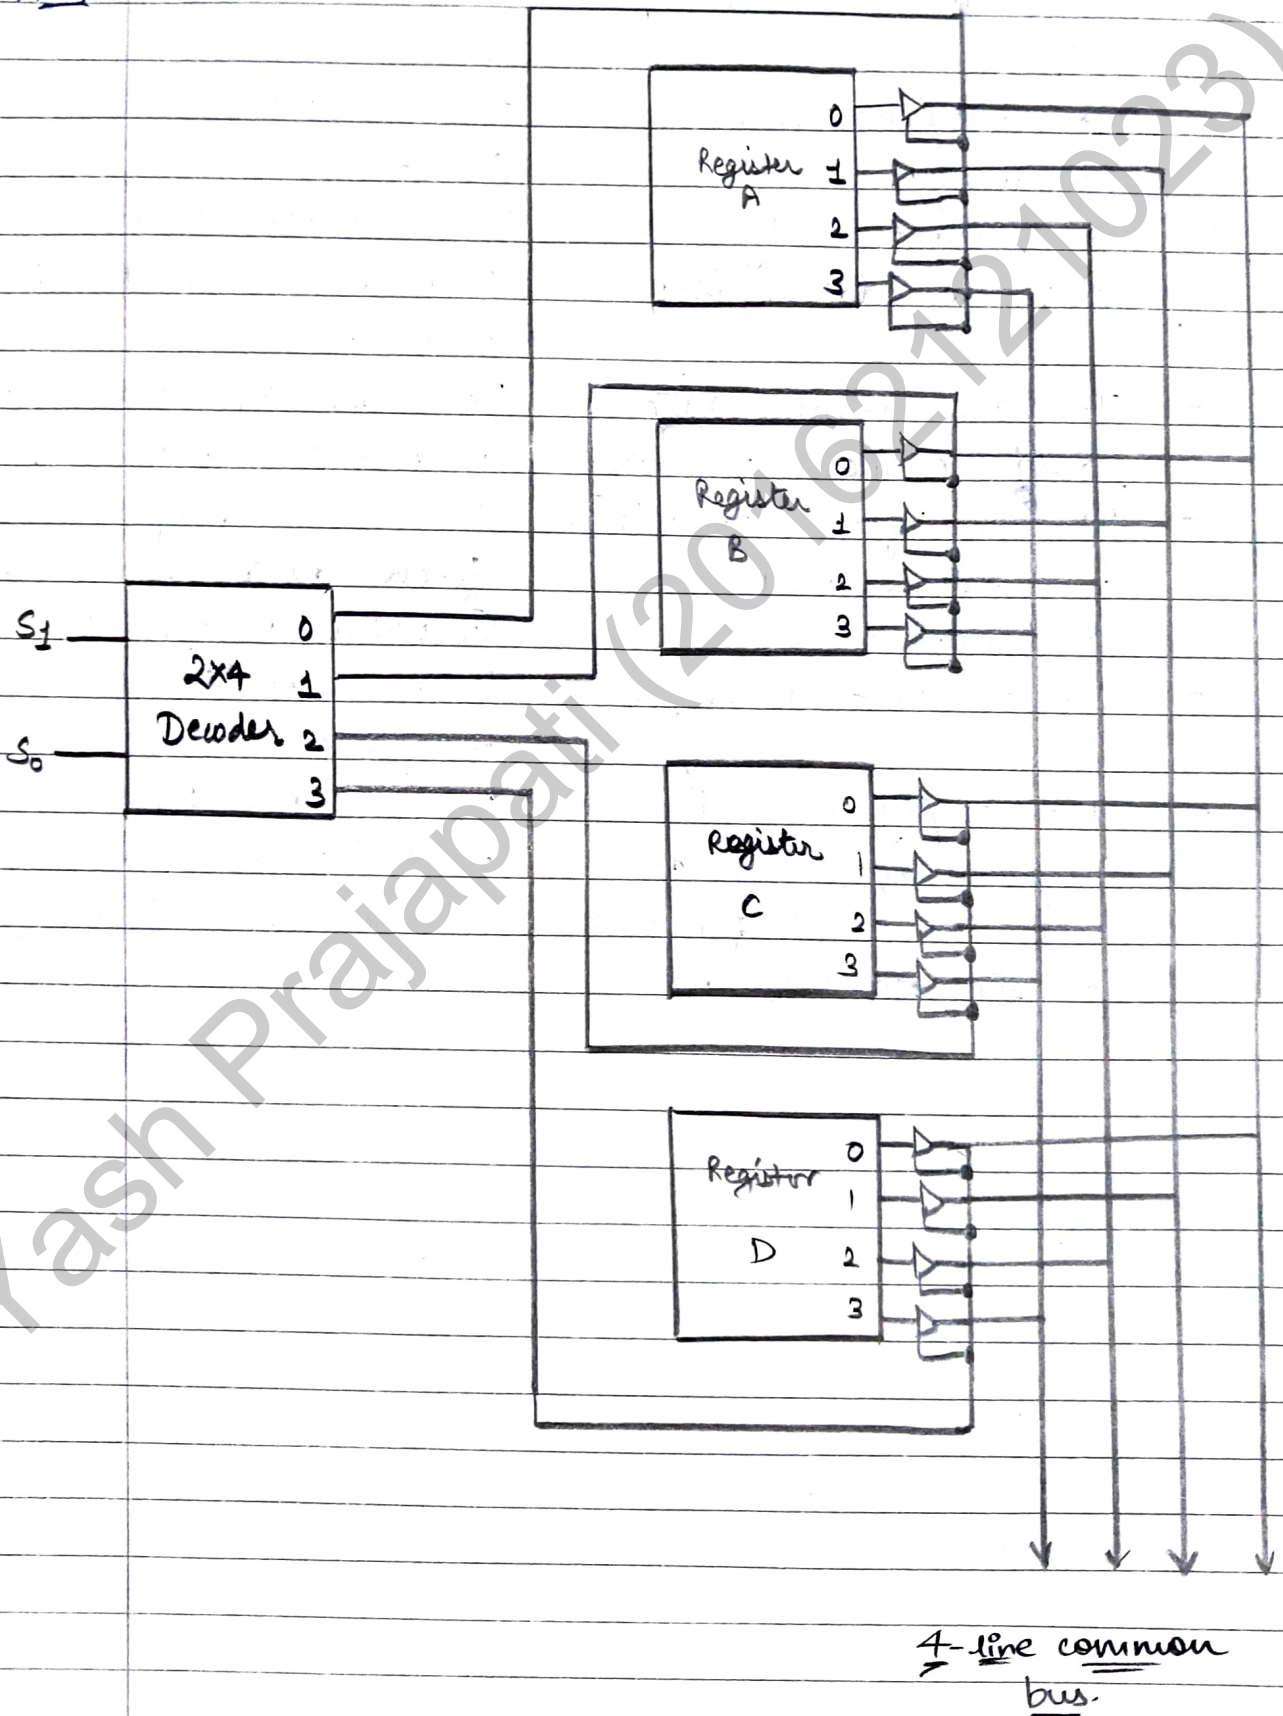 0
Register 1
A
2
3
0
Register
1
B
2
3
S1
0
2x4
1
Decoder 2
S0
3
0
Register
1
C
2
3
0
Register
1
D
2
3
4-line common
bus.
Yash Prajapati (2016212121023)